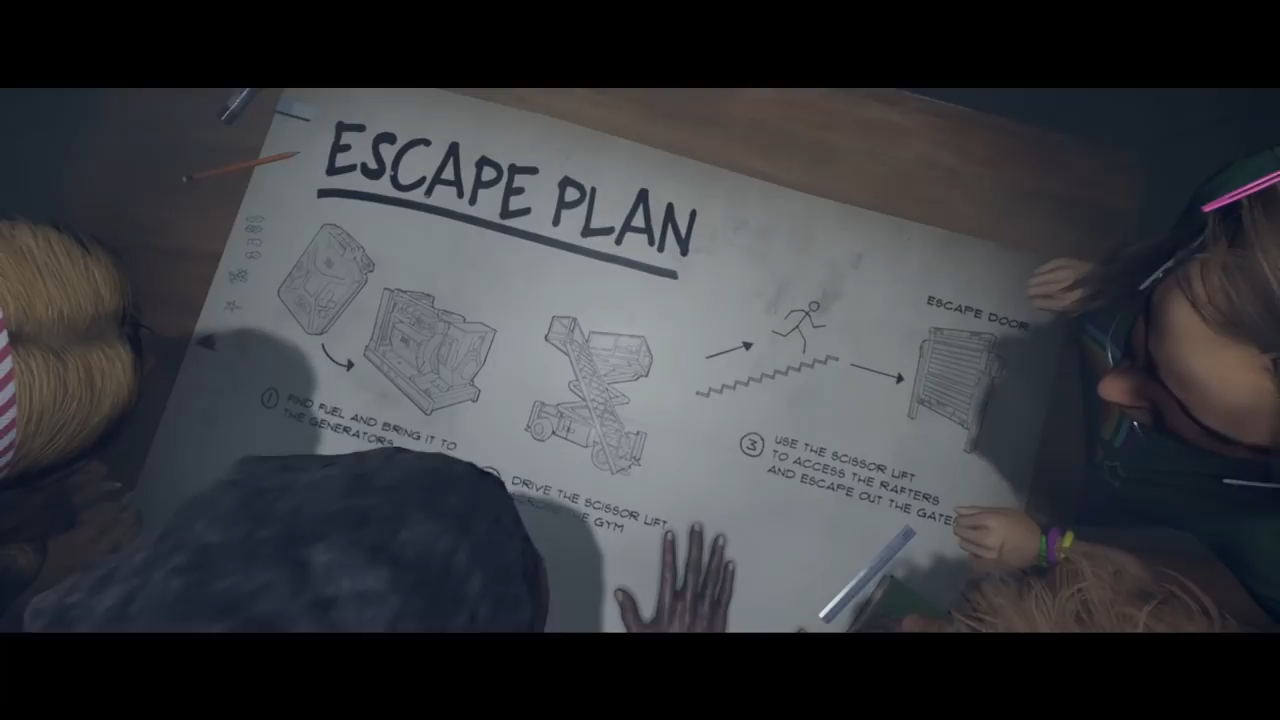 ESCAPE PLAN
ESCAPE DOOR
1 FIND FUEL AND BRING IT TO
THE GENERATORS
DRIVE THE SCISSOR LIFT
THE GYM
3 USE THE SCISSOR LIFT
TO ACCESS THE RAFTERS
AND ESCAPE OUT THE GATE